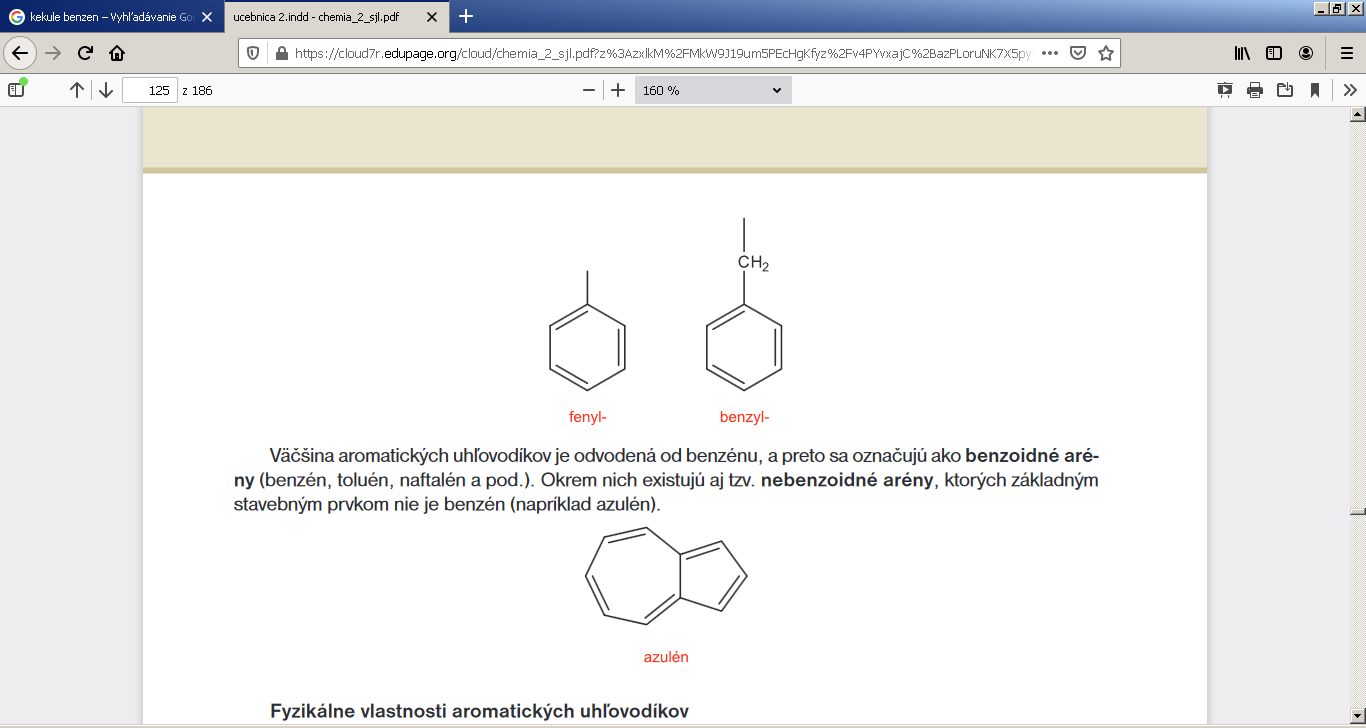 kekule benzen – Vyhľadávanie Goo
ucebnica 2.indd - chemia_2_sjl.pdf
https://cloud7r.edupage.org/cloud/chemia_2_sjl.pdf?z%3AzxlkM%2FMkW9J19um5PEcHgKfyz%2Fv4PYvxajC%2BazPLoruNK7X5py
125 z 186
160 %
CH2
fenyl-
benzyl-
Väčšina aromatických uhľovodíkov je odvodená od benzénu, a preto sa označujú ako benzoidné aré-
ny (benzén, toluén, naftalén a pod.). Okrem nich existujú aj tzv. nebenzoidné arény, ktorých základným
stavebným prvkom nie je benzén (napríklad azulén).
azulén
Fyzikálne vlastnosti aromatických uhľovodíkov